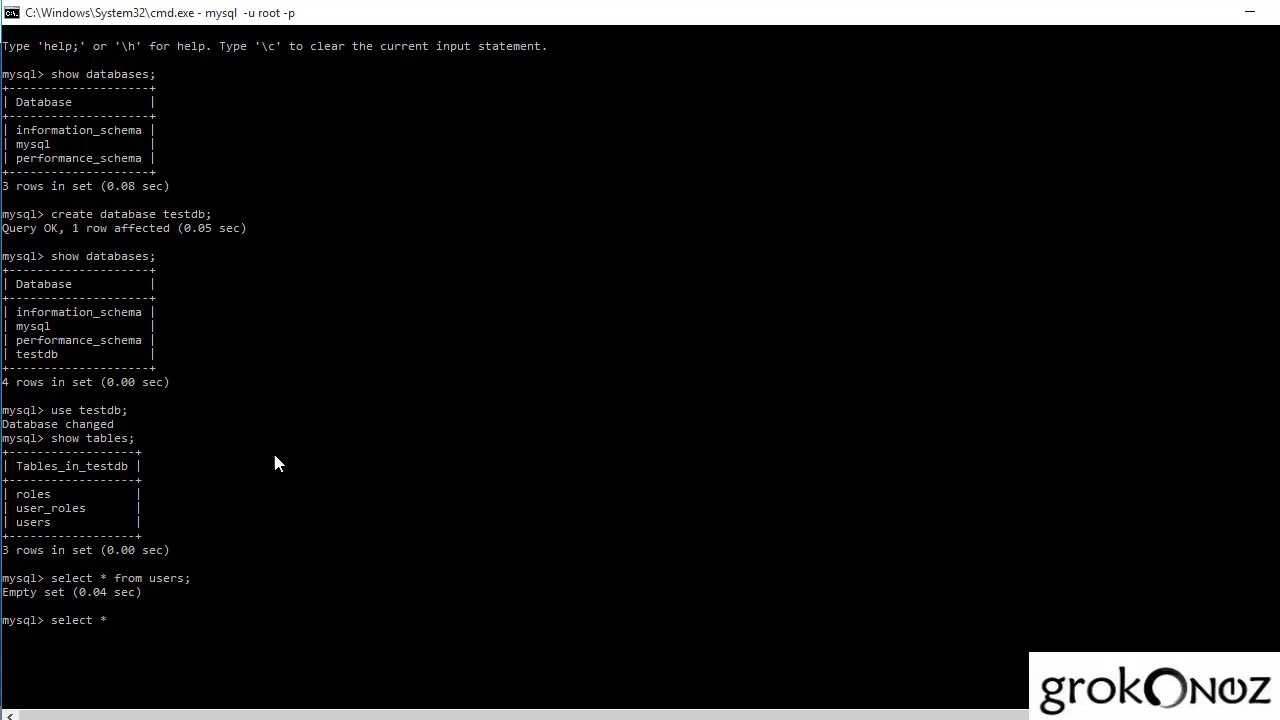 C:\Windows\System32\cmd.exe - mysql  -u root -p
Type 'help;' or '\h' for help. Type '\c' to clear the current input statement.
mysql> show databases;
+--------------------+
| Database           |
+--------------------+
| information_schema |
| mysql              |
| performance_schema |
+--------------------+
3 rows in set (0.08 sec)
mysql> create database testdb;
Query OK, 1 row affected (0.05 sec)
mysql> show databases;
+--------------------+
| Database           |
+--------------------+
| information_schema |
| mysql              |
| performance_schema |
| testdb             |
+--------------------+
4 rows in set (0.00 sec)
mysql> use testdb;
Database changed
mysql> show tables;
+------------------+
| Tables_in_testdb |
+------------------+
| roles            |
| user_roles       |
| users            |
+------------------+
3 rows in set (0.00 sec)
mysql> select * from users;
Empty set (0.04 sec)
mysql> select *
grokONOZ